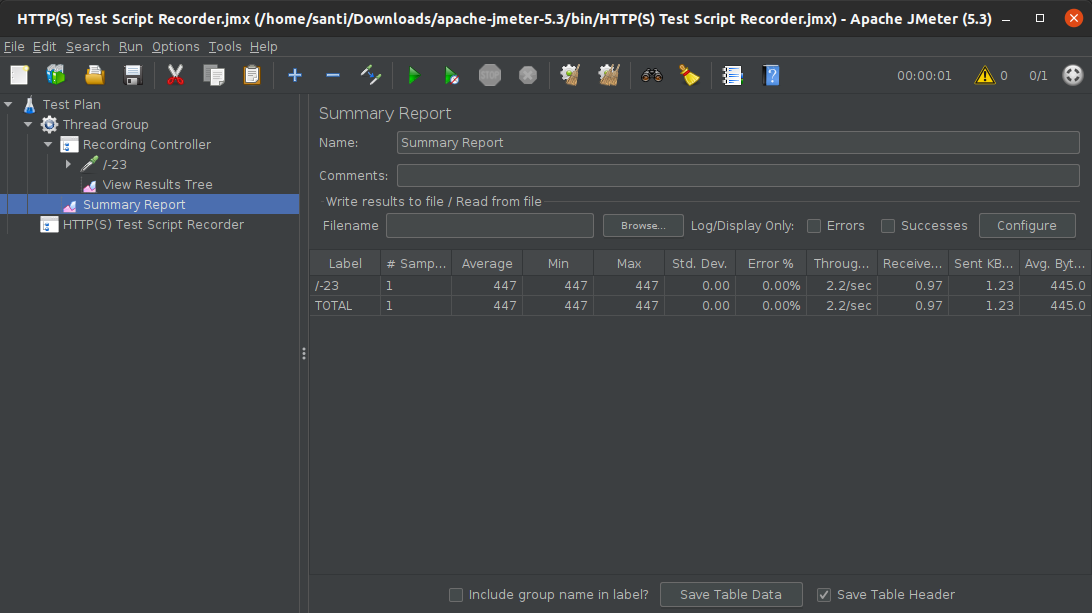 HTTP(S) Test Script Recorder.jmx (/home/santi/Downloads/apache-jmeter-5.3/bin/HTTP(S) Test Script Recorder.jmx) - Apache JMeter (5.3)
File Edit Search Run Options Tools Help
STOP 00:00:01 0 0/1
Test Plan
Thread Group
Recording Controller
/-23
View Results Tree
Summary Report
HTTP(S) Test Script Recorder
Summary Report
Name: Summary Report
Comments:
Write results to file / Read from file
Filename Browse... Log/Display Only: Errors Successes Configure
Label # Samp... Average Min Max Std. Dev. Error % Throug... Receive... Sent KB... Avg. Byt...
/-23 1 447 447 447 0.00 0.00% 2.2/sec 0.97 1.23 445.0
TOTAL 1 447 447 447 0.00 0.00% 2.2/sec 0.97 1.23 445.0
Include group name in label? Save Table Data Save Table Header